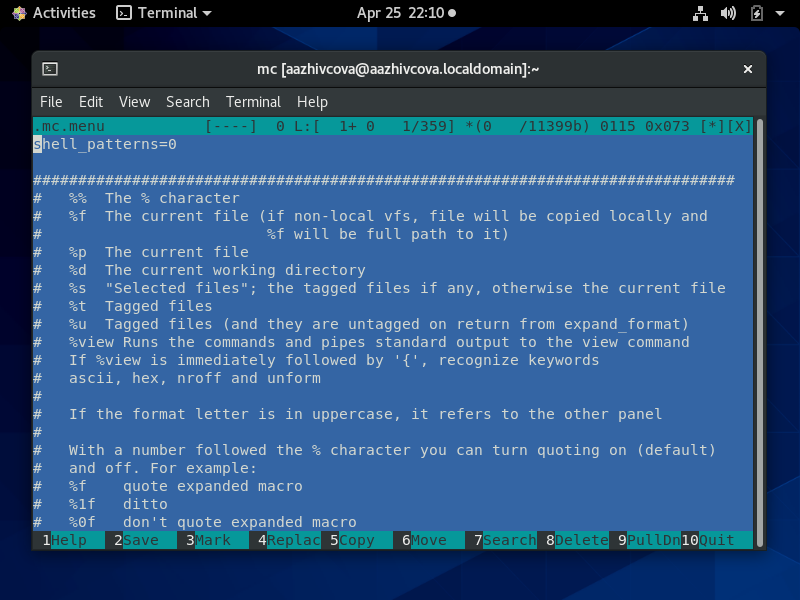 Activities Terminal Apr 25 22:10
mc [aazhivcova@aazhivcova.localdomain]:~ ×
File Edit View Search Terminal Help
.mc.menu [----] 0 L:[ 1+ 0 1/359] *(0 /11399b) 0115 0x073 [*][X]
shell_patterns=0
##############################################################################
# %% The % character
# %f The current file (if non-local vfs, file will be copied locally and
# %f will be full path to it)
# %p The current file
# %d The current working directory
# %s "Selected files"; the tagged files if any, otherwise the current file
# %t Tagged files
# %u Tagged files (and they are untagged on return from expand_format)
# %view Runs the commands and pipes standard output to the view command
# If %view is immediately followed by '{', recognize keywords
# ascii, hex, nroff and unform
#
# If the format letter is in uppercase, it refers to the other panel
#
# With a number followed the % character you can turn quoting on (default)
# and off. For example:
# %f quote expanded macro
# %1f ditto
# %0f don't quote expanded macro
1Help 2Save 3Mark 4Replac 5Copy 6Move 7Search 8Delete 9PullDn 10Quit